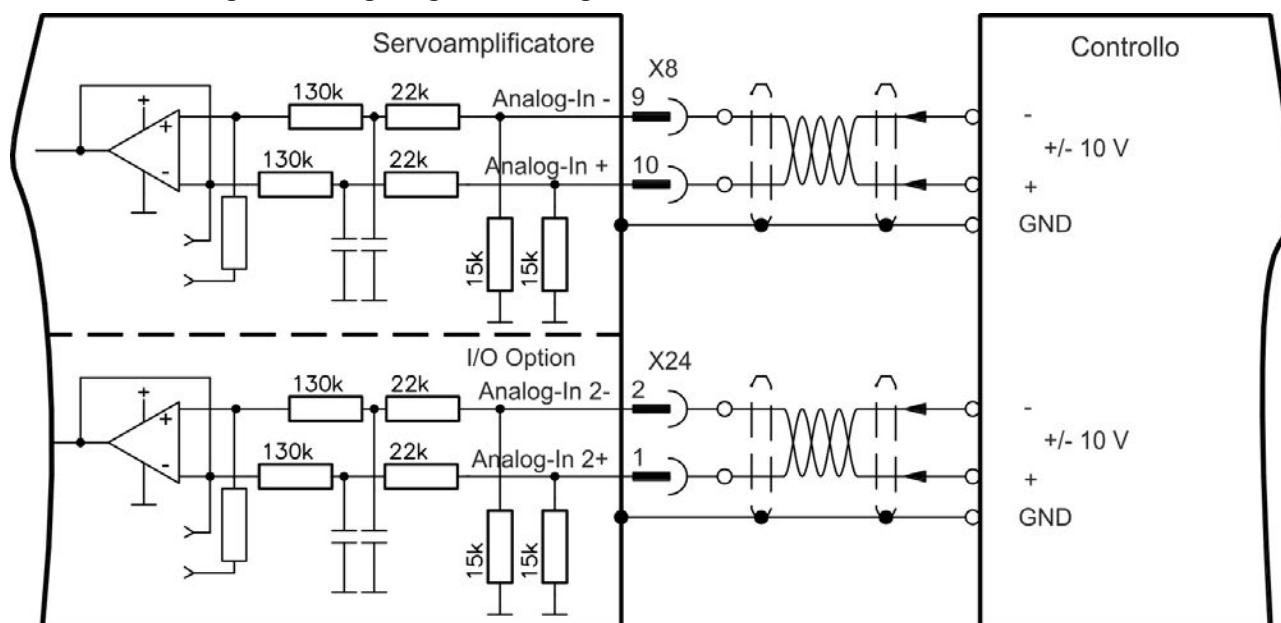 Servoamplificatore
Controllo
X8
130k
22k
Analog-In -
9
-
+
+
-
+/- 10 V
130k
22k
Analog-In +
10
+
GND
15k
15k
I/O Option
X24
130k
22k
Analog-In 2-
2
-
+
+
-
+/- 10 V
130k
22k
Analog-In 2+
1
+
GND
15k
15k